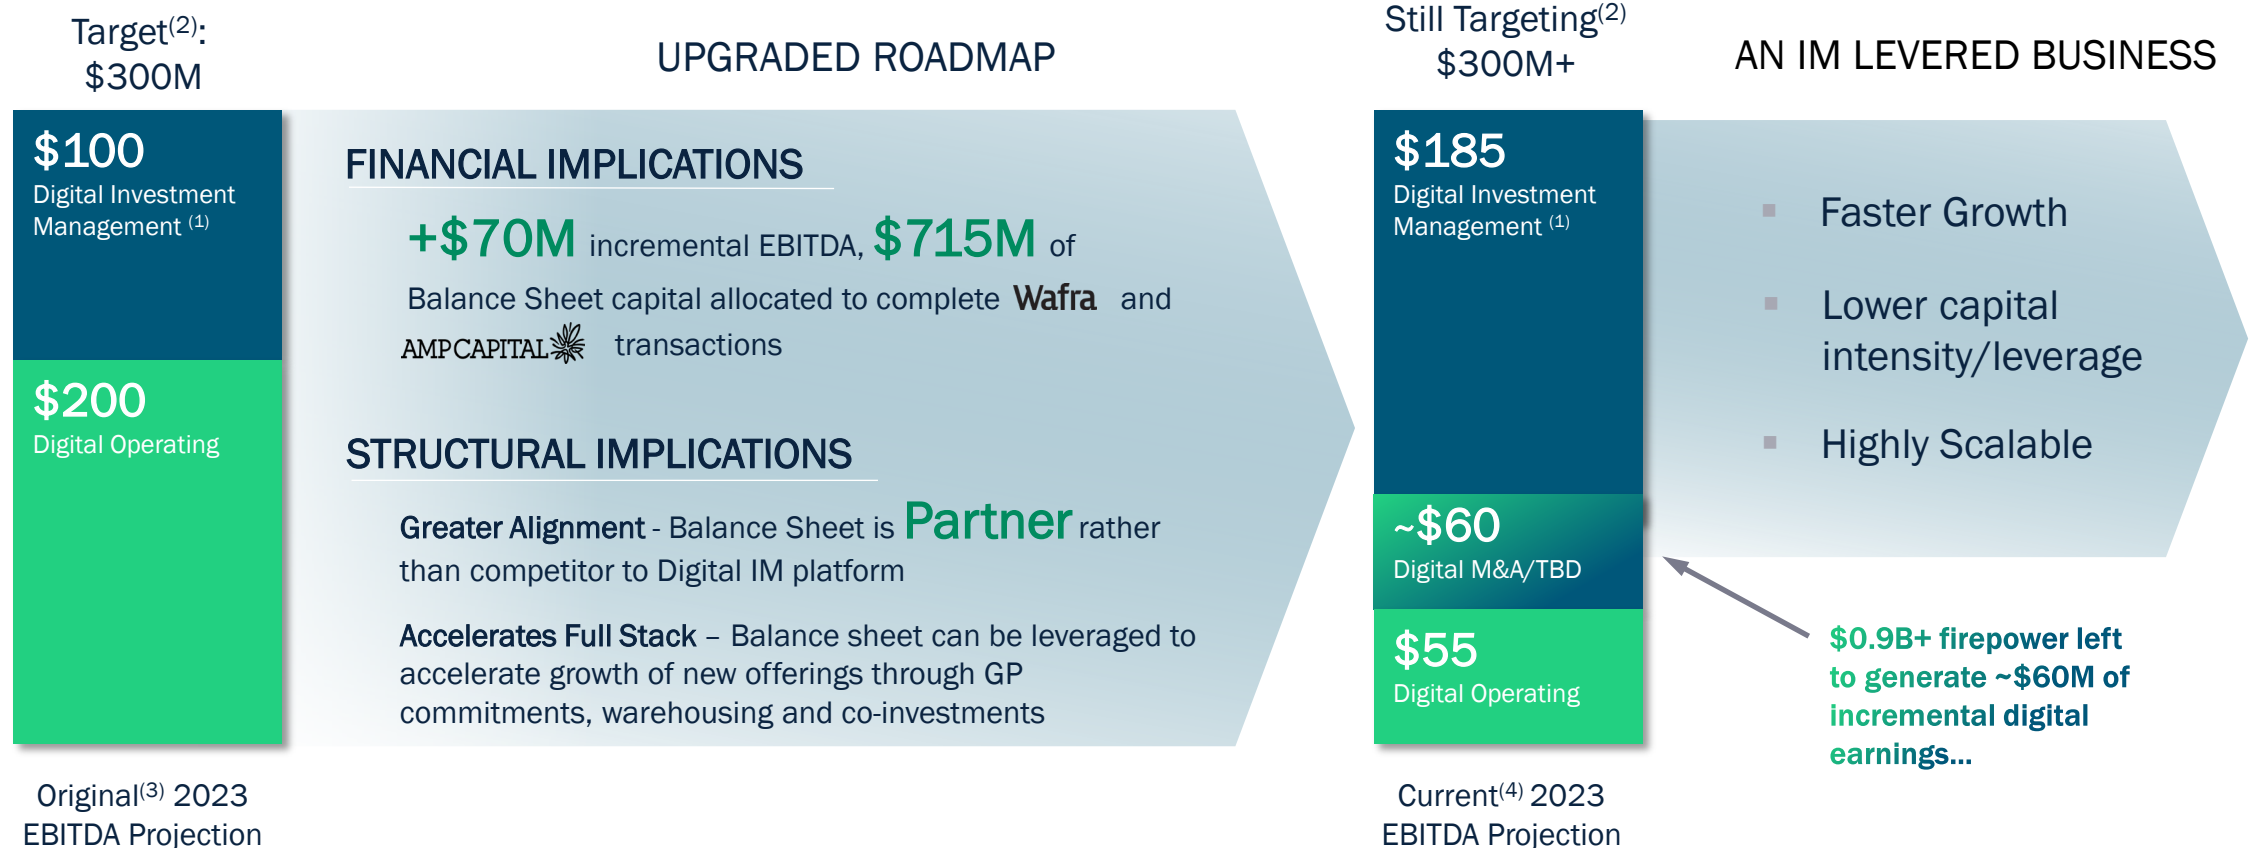 Target(2):
$300M
$100
Digital Investment
Management (1)
$200
Digital Operating
Original(3) 2023
EBITDA Projection
UPGRADED ROADMAP
FINANCIAL IMPLICATIONS
+$70M incremental EBITDA, $715M of
Balance Sheet capital allocated to complete Wafra and
AMP CAPITAL transactions
STRUCTURAL IMPLICATIONS
Greater Alignment - Balance Sheet is Partner rather
than competitor to Digital IM platform
Accelerates Full Stack – Balance sheet can be leveraged to
accelerate growth of new offerings through GP
commitments, warehousing and co-investments
Still Targeting(2)
$300M+
$185
Digital Investment
Management (1)
~$60
Digital M&A/TBD
$55
Digital Operating
Current(4) 2023
EBITDA Projection
AN IM LEVERED BUSINESS
▪ Faster Growth
▪ Lower capital
intensity/leverage
▪ Highly Scalable
$0.9B+ firepower left
to generate ~$60M of
incremental digital
earnings...